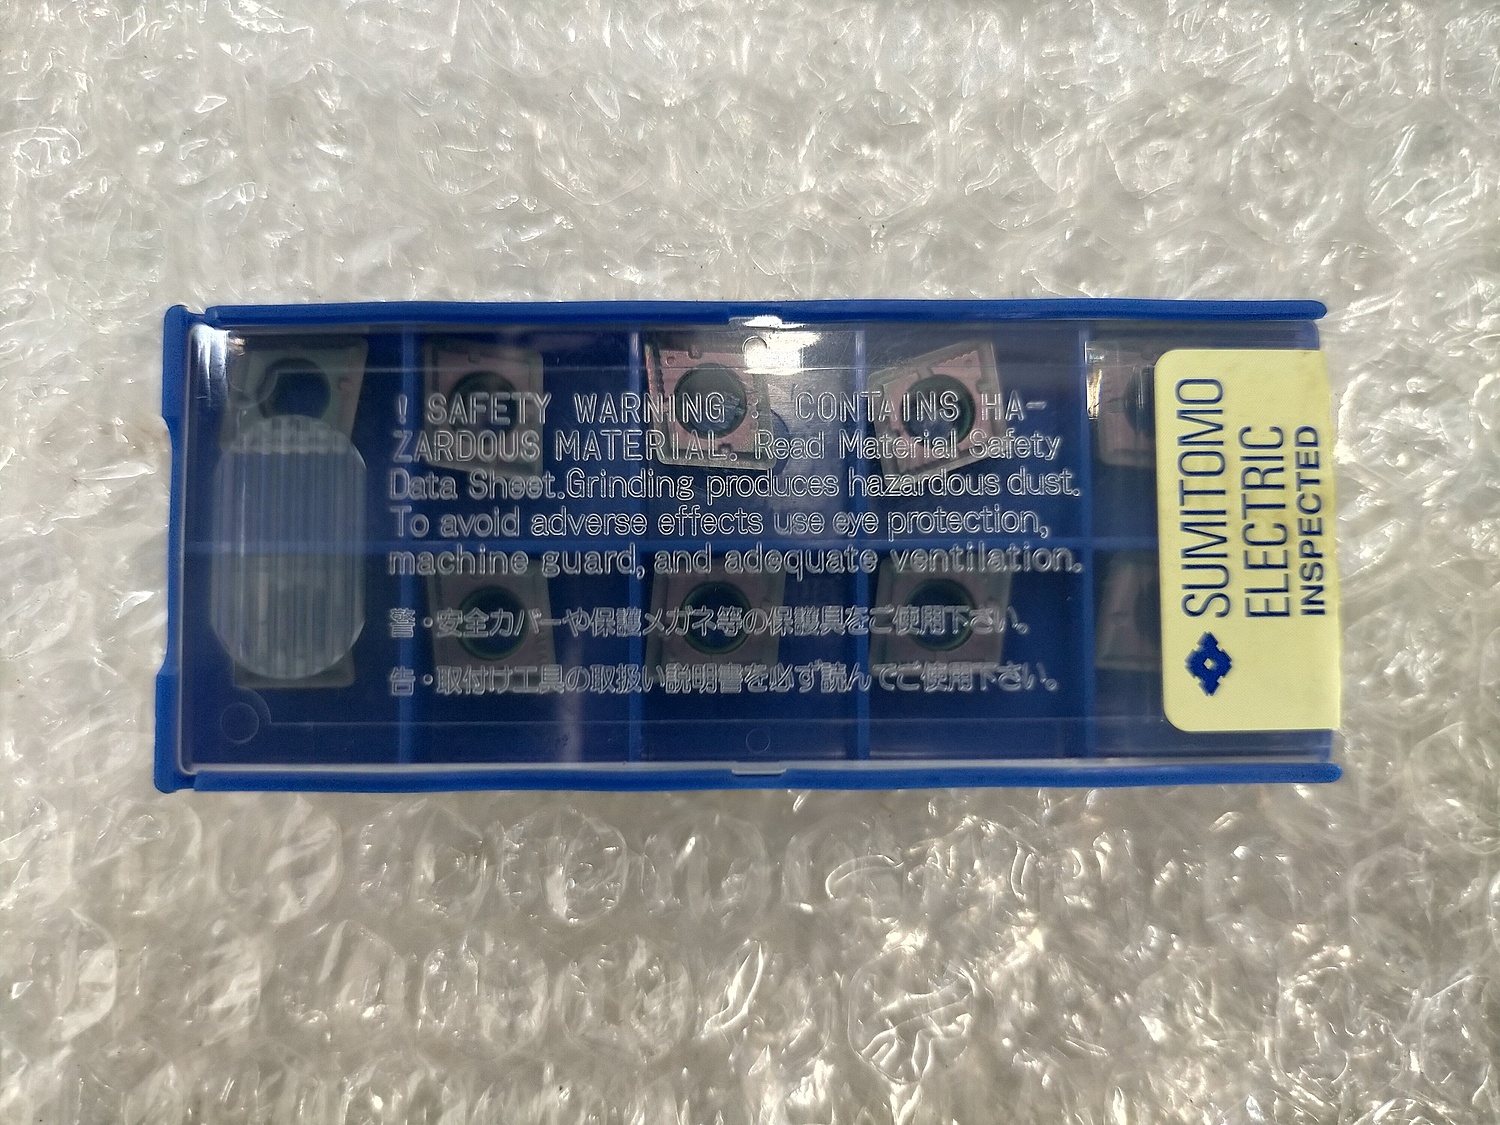 ! SAFETY WARNING : CONTAINS HA-
ZARDOUS MATERIAL. Read Material Safety
Data Sheet.Grinding produces hazardous dust.
To avoid adverse effects use eye protection,
machine guard, and adequate ventilation.
警・安全カバーや保護メガネ等の保護具をご使用下さい。
告・取付け工具の取扱い説明書を必ず読んでご使用下さい。
SUMITOMO
ELECTRIC
INSPECTED